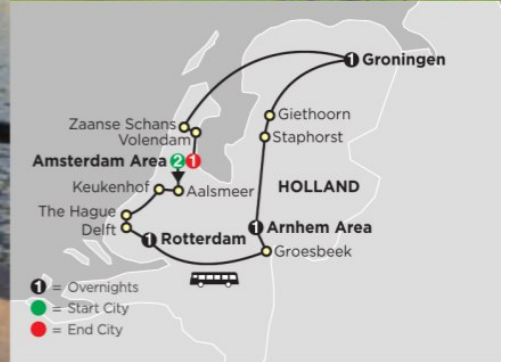 1 Groningen
Giethoorn
Zaanse Schans
Volendam
Staphorst
Amsterdam Area 2 1
Keukenhof
Aalsmeer
HOLLAND
The Hague
Delft
1 Rotterdam
1 Arnhem Area
Groesbeek
1 = Overnights
= Start City
= End City